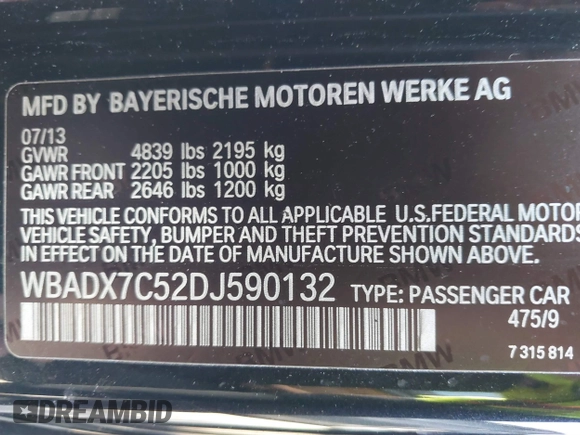 MFD BY BAYERISCHE MOTOREN WERKE AG
07/13
GVWR 4839 lbs 2195 kg
GAWR FRONT 2205 lbs 1000 kg
GAWR REAR 2646 lbs 1200 kg
THIS VEHICLE CONFORMS TO ALL APPLICABLE U.S.FEDERAL MOTOR
VEHICLE SAFETY, BUMPER AND THEFT PREVENTION STANDARDS
IN EFFECT ON THE DATE OF MANUFACTURE SHOWN ABOVE.
WBADX7C52DJ590132 TYPE: PASSENGER CAR
475/9
7 315 814
BMW
DREAMBID